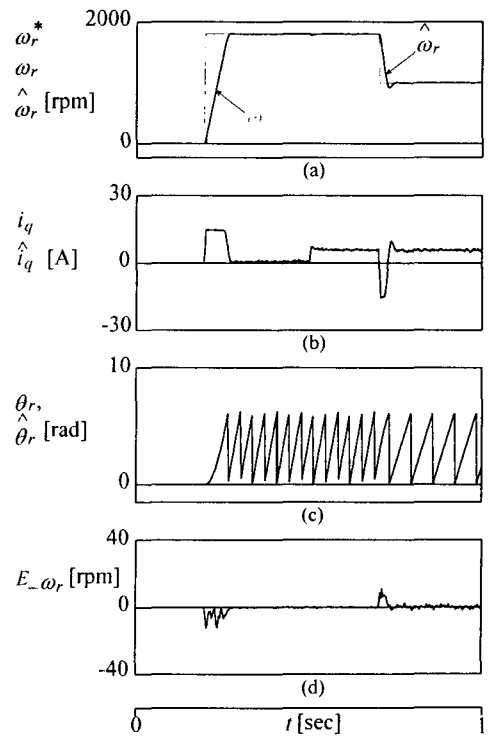 2000
ω_r^*
ω_r
ω̂_r [rpm]
ω̂_r
0
(a)
30
i_q
î_q [A]
0
-30
(b)
10
θ_r,
θ̂_r [rad]
0
(c)
40
E_ω_r [rpm]
0
-40
(d)
0 t [sec] 1